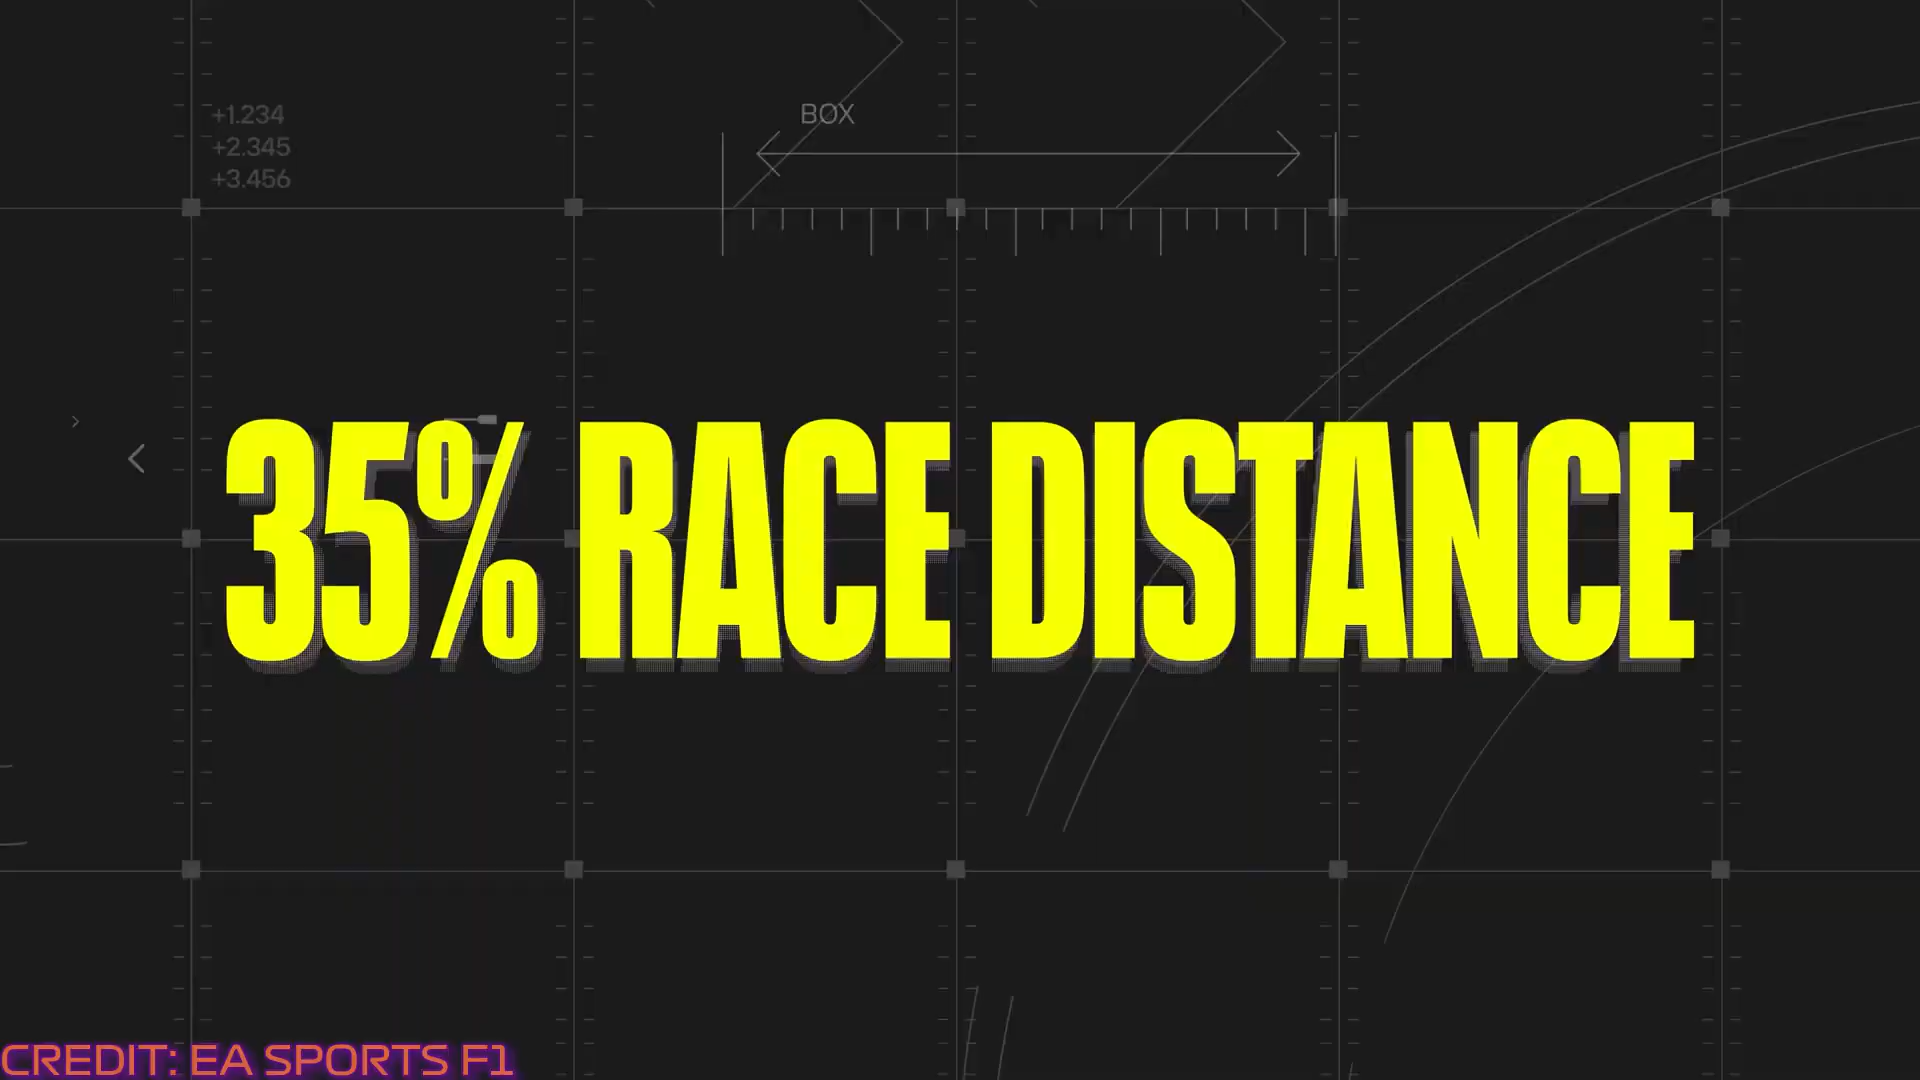 +1.234
+2.345
+3.456
BOX
35% RACE DISTANCE
CREDIT: EA SPORTS F1